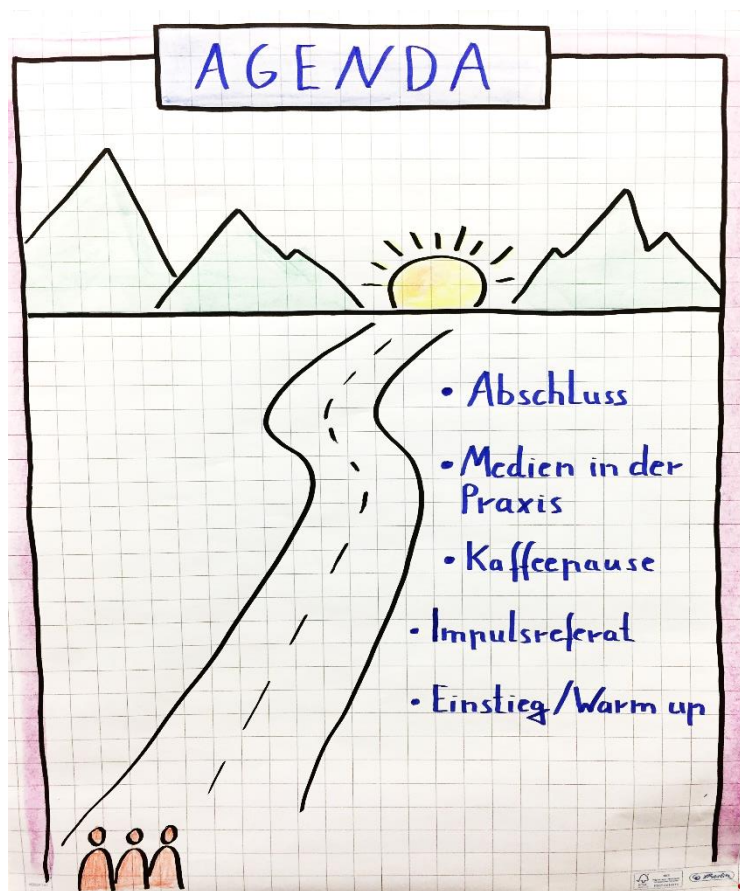 AGENDA
• Abschluss
• Medien in der
Praxis
• Kaffeepause
• Impulsreferat
• Einstieg/Warm up